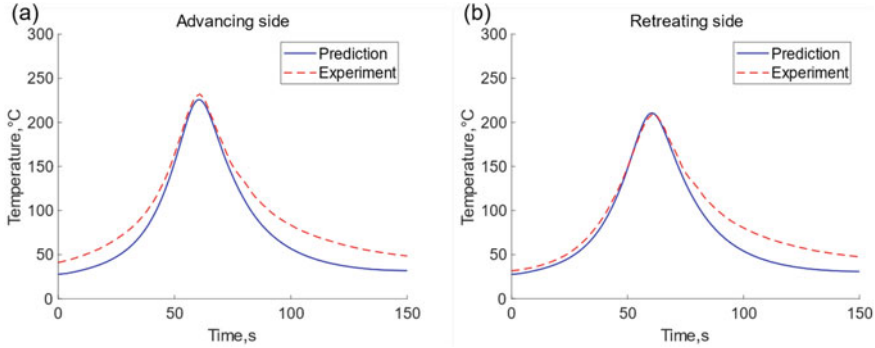 (a)
Advancing side
300
250
200
150
100
50
0
Temperature,°C
Prediction
Experiment
0 50 100 150
Time,s
(b)
Retreating side
300
250
200
150
100
50
0
Temperature,°C
Prediction
Experiment
0 50 100 150
Time,s